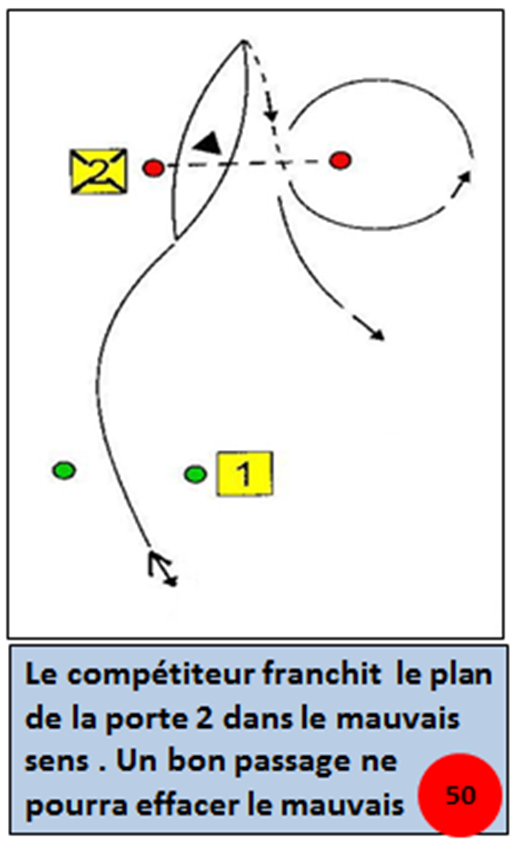 2
1
Le compétiteur franchit le plan
de la porte 2 dans le mauvais
sens . Un bon passage ne
pourra effacer le mauvais
50